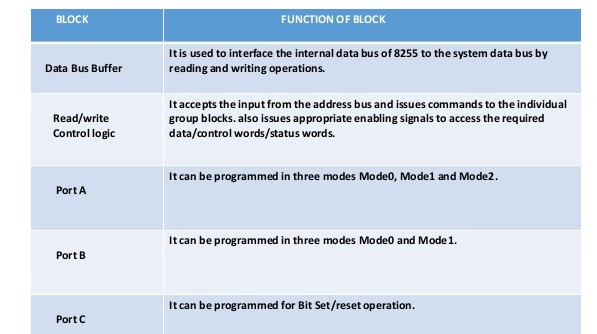 BLOCK FUNCTION OF BLOCK
Data Bus Buffer
It is used to interface the internal data bus of 8255 to the system data bus by
reading and writing operations.
Read/write
Control logic
It accepts the input from the address bus and issues commands to the individual
group blocks. also issues appropriate enabling signals to access the required
data/control words/status words.
Port A
It can be programmed in three modes Mode0, Mode1 and Mode2.
Port B
It can be programmed in three modes Mode0 and Mode1.
Port C
It can be programmed for Bit Set/reset operation.